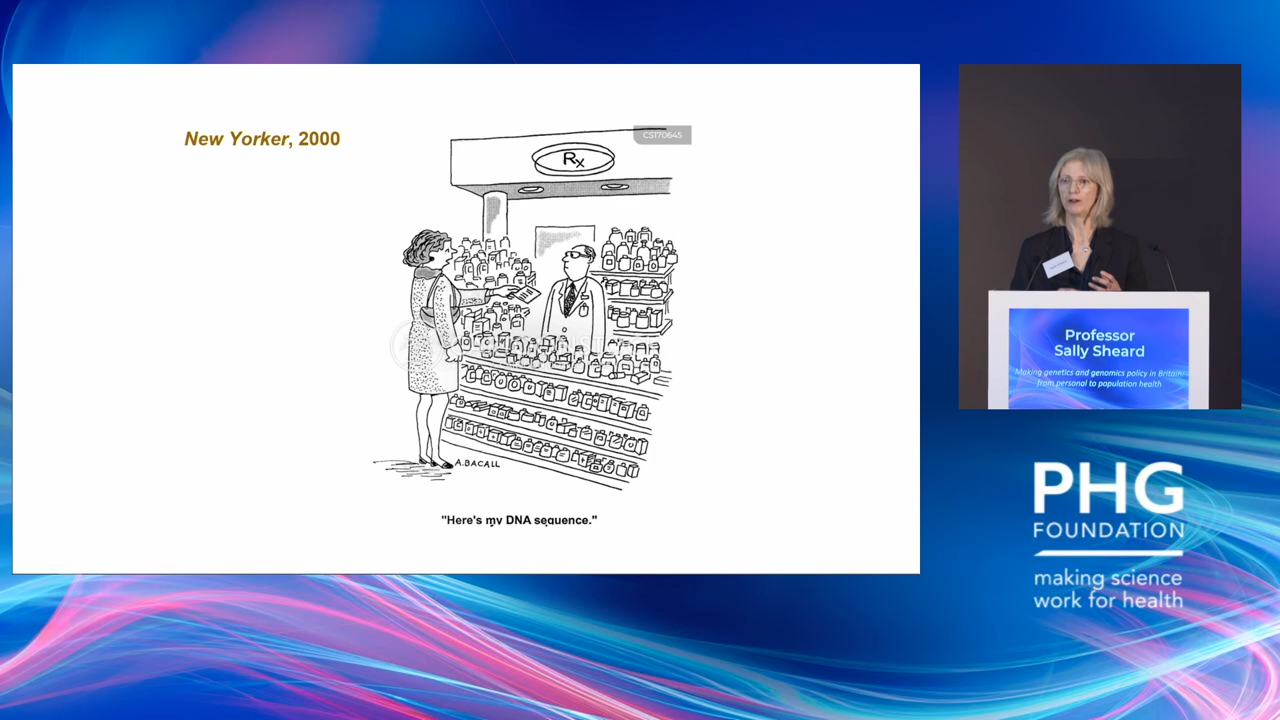 New Yorker, 2000
CS170645
Rx
A.BACALL
"Here's my DNA sequence."
Professor
Sally Sheard
Making genetics and genomics policy in Britain:
from personal to population health
PHG
FOUNDATION
making science
work for health